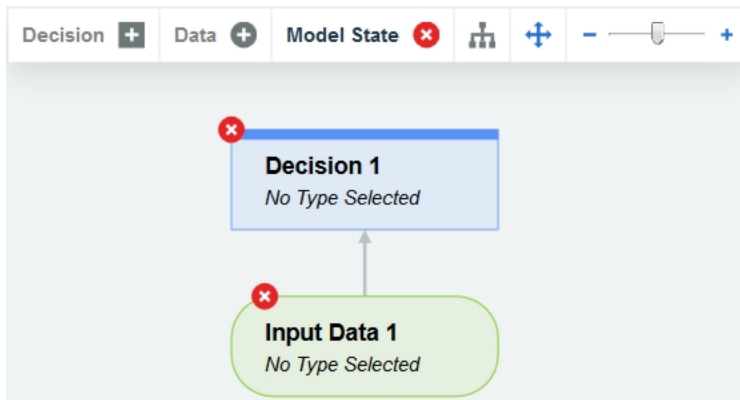 Decision Data Model State
Decision 1
No Type Selected
Input Data 1
No Type Selected